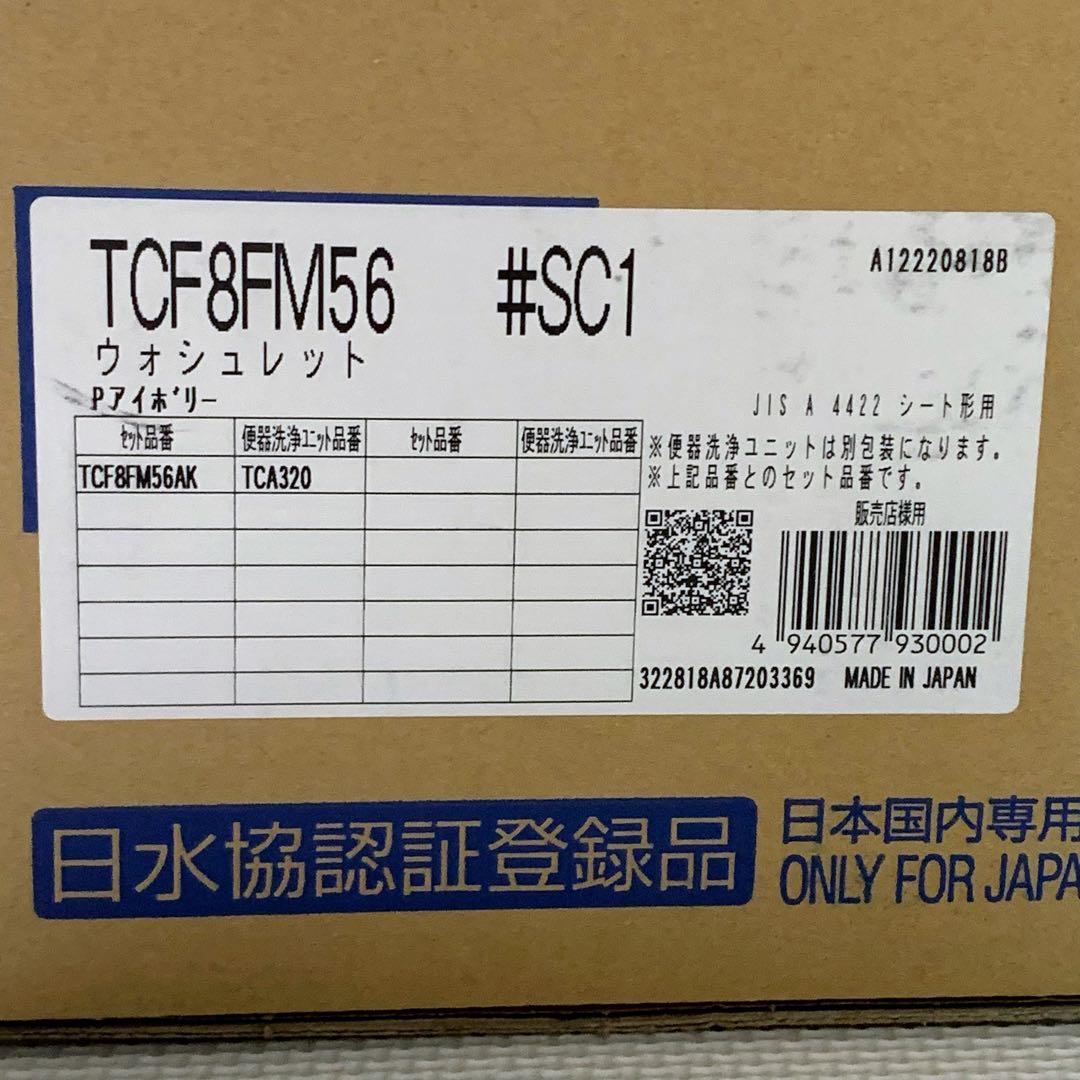 TCF8FM56 #SC1 A12220818B
ウォシュレット
Pアイボリー
JIS A 4422 シート形用
セット品番 便器洗浄ユニット品番 セット品番 便器洗浄ユニット品番
TCF8FM56AK TCA320
※便器洗浄ユニットは別包装になります。
※上記品番とのセット品番です。
販売店様用
4 940577 930002
322818A87203369 MADE IN JAPAN
日水協認証登録品
日本国内専用
ONLY FOR JAPA